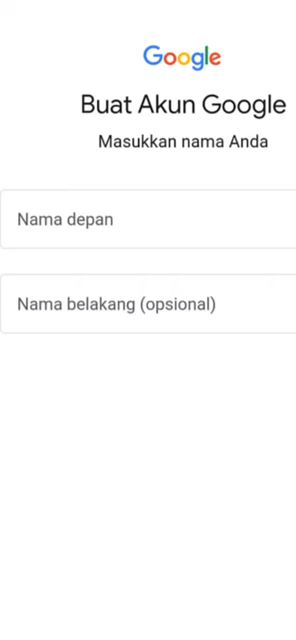 Google
Buat Akun Google
Masukkan nama Anda
Nama depan
Nama belakang (opsional)